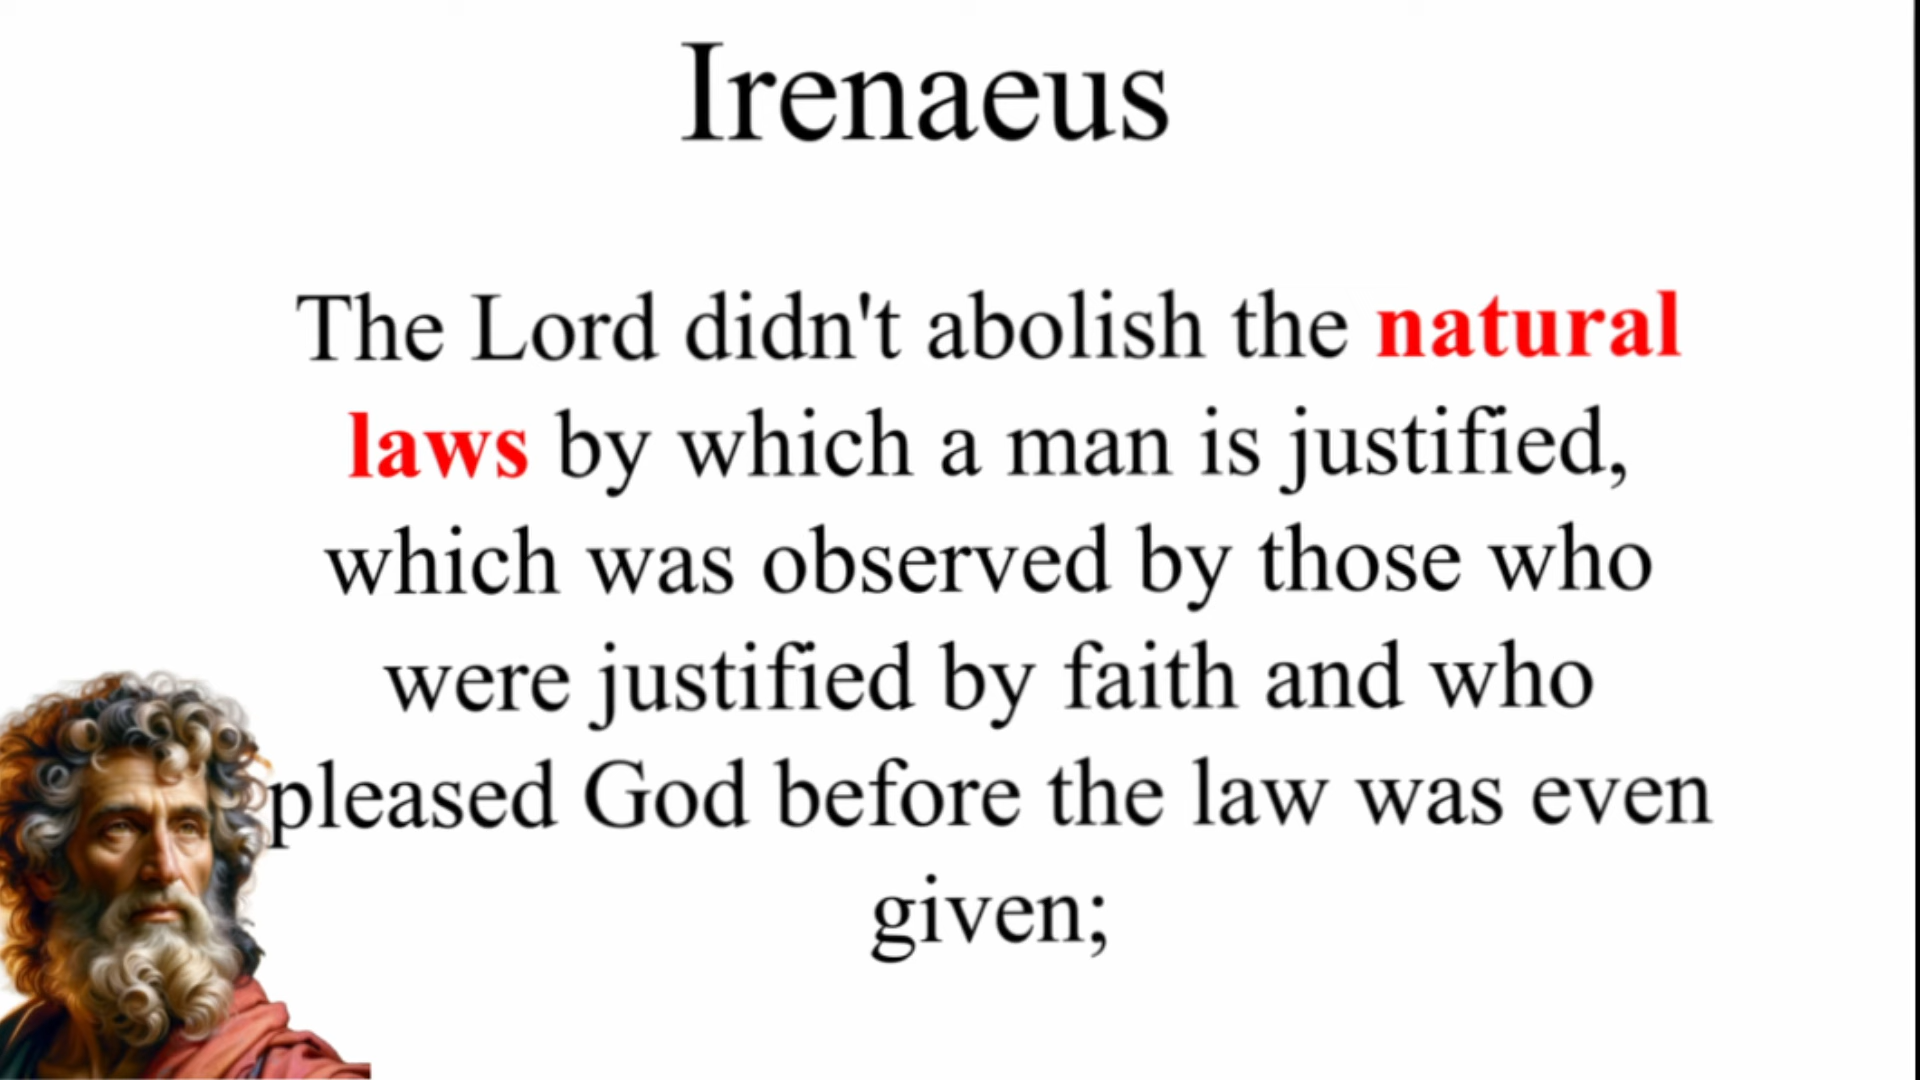 Irenaeus
The Lord didn't abolish the natural
laws by which a man is justified,
which was observed by those who
were justified by faith and who
pleased God before the law was even
given;